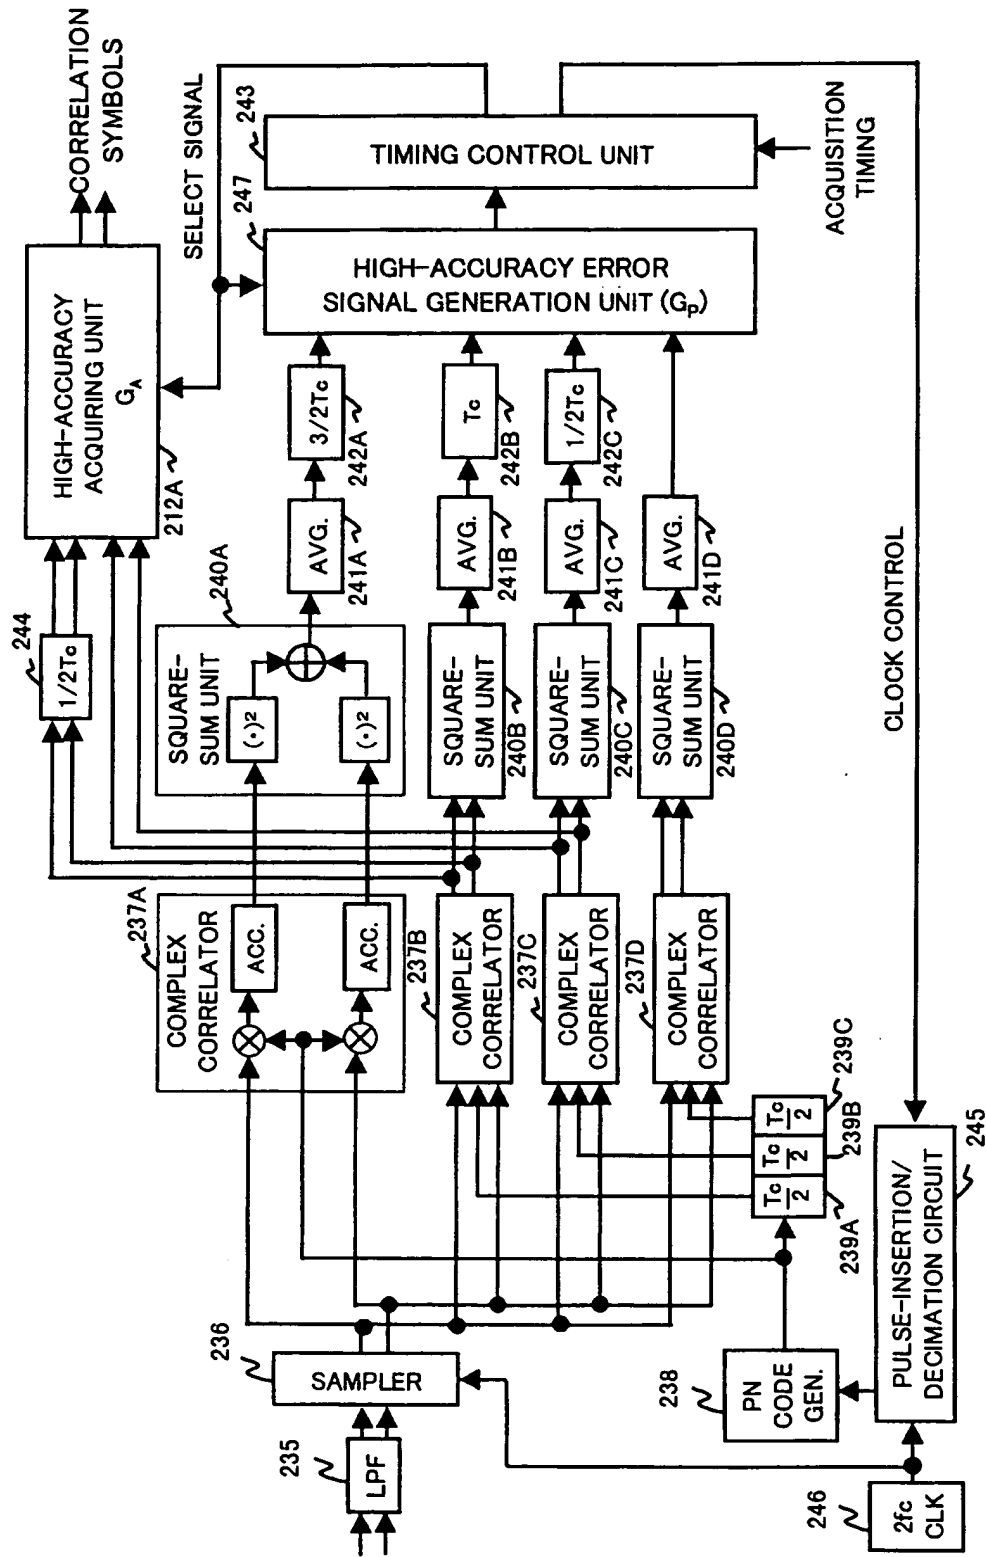 CORRELATION
SYMBOLS
HIGH-ACCURACY
ACQUIRING UNIT
GA
212A
SELECT SIGNAL
247
243
TIMING CONTROL UNIT
ACQUISITION
TIMING
HIGH-ACCURACY ERROR
SIGNAL GENERATION UNIT (GP)
244
1/2Tc
3/2Tc
242A
Tc
242B
1/2Tc
242C
AVG.
241A
AVG.
241B
AVG.
241C
AVG.
241D
240A
SQUARE-
SUM UNIT
(•)²
(•)²
SQUARE-
SUM UNIT
240B
SQUARE-
SUM UNIT
240C
SQUARE-
SUM UNIT
240D
237A
COMPLEX
CORRELATOR
ACC.
ACC.
237B
COMPLEX
CORRELATOR
237C
COMPLEX
CORRELATOR
237D
COMPLEX
CORRELATOR
CLOCK CONTROL
Tc
2
239A
Tc
2
239B
Tc
2
239C
236
SAMPLER
235
LPF
238
PN
CODE
GEN.
PULSE-INSERTION/
DECIMATION CIRCUIT
245
246
2fc
CLK